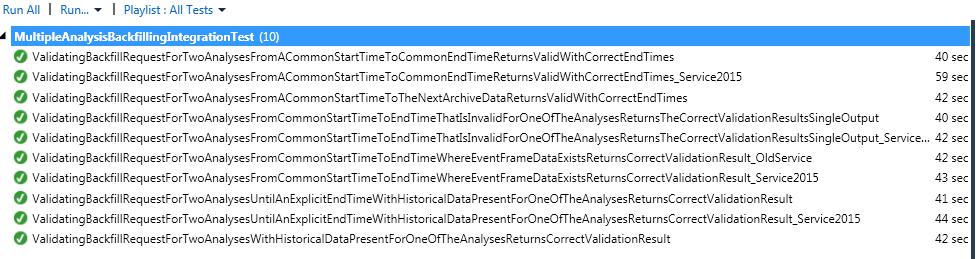 Run All | Run... | Playlist : All Tests
MultipleAnalysisBackfillingIntegrationTest (10)
ValidatingBackfillRequestForTwoAnalysesFromACommonStartTimeToCommonEndTimeReturnsValidWithCorrectEndTimes 40 sec
ValidatingBackfillRequestForTwoAnalysesFromACommonStartTimeToCommonEndTimeReturnsValidWithCorrectEndTimes_Service2015 59 sec
ValidatingBackfillRequestForTwoAnalysesFromACommonStartTimeToTheNextArchiveDataReturnsValidWithCorrectEndTimes 42 sec
ValidatingBackfillRequestForTwoAnalysesFromCommonStartTimeToEndTimeThatIsInvalidForOneOfTheAnalysesReturnsTheCorrectValidationResultsSingleOutput 40 sec
ValidatingBackfillRequestForTwoAnalysesFromCommonStartTimeToEndTimeThatIsInvalidForOneOfTheAnalysesReturnsTheCorrectValidationResultsSingleOutput_Service... 42 sec
ValidatingBackfillRequestForTwoAnalysesFromCommonStartTimeToEndTimeWhereEventFrameDataExistsReturnsCorrectValidationResult_OldService 42 sec
ValidatingBackfillRequestForTwoAnalysesFromCommonStartTimeToEndTimeWhereEventFrameDataExistsReturnsCorrectValidationResult_Service2015 43 sec
ValidatingBackfillRequestForTwoAnalysesUntilAnExplicitEndTimeWithHistoricalDataPresentForOneOfTheAnalysesReturnsCorrectValidationResult 41 sec
ValidatingBackfillRequestForTwoAnalysesUntilAnExplicitEndTimeWithHistoricalDataPresentForOneOfTheAnalysesReturnsCorrectValidationResult_Service2015 44 sec
ValidatingBackfillRequestForTwoAnalysesWithHistoricalDataPresentForOneOfTheAnalysesReturnsCorrectValidationResult 42 sec